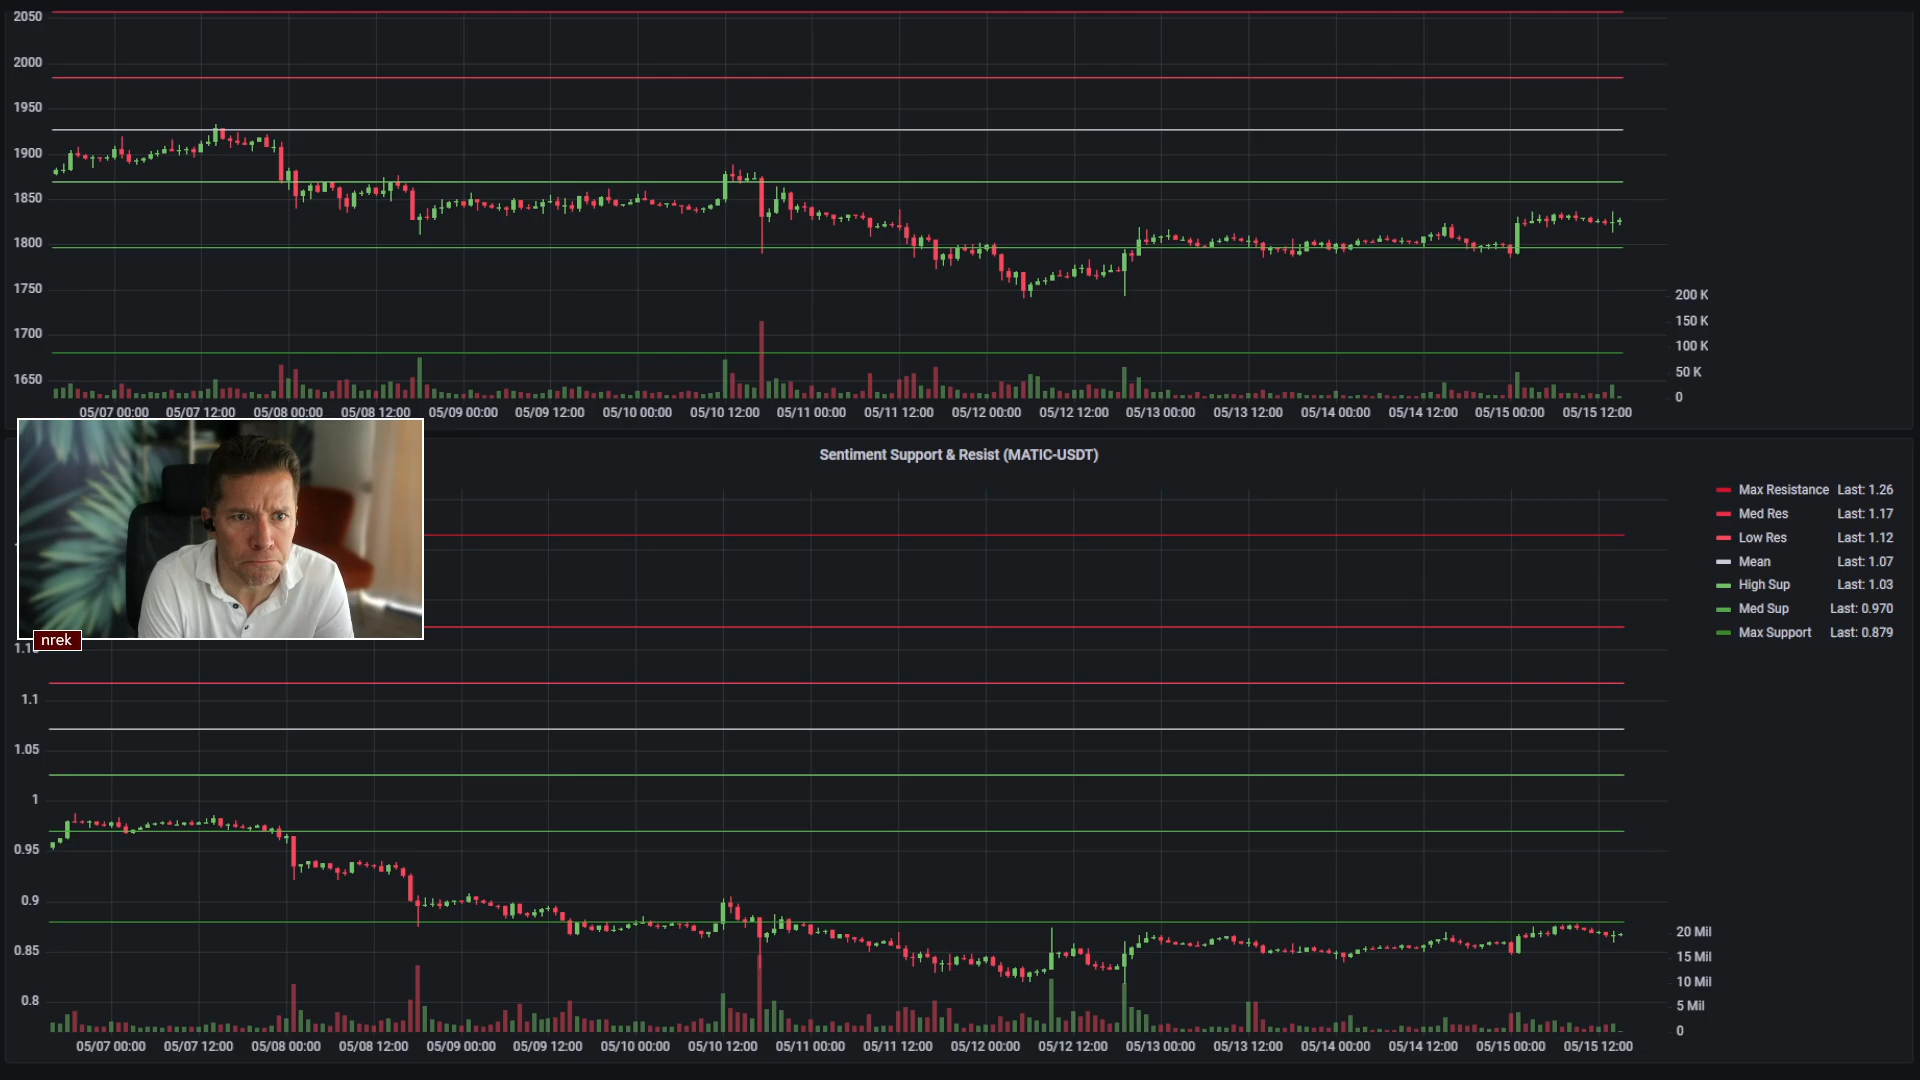 2050
2000
1950
1900
1850
1800
1750
1700
1650
200 K
150 K
100 K
50 K
0
05/07 00:00 05/07 12:00 05/08 00:00 05/08 12:00 05/09 00:00 05/09 12:00 05/10 00:00 05/10 12:00 05/11 00:00 05/11 12:00 05/12 00:00 05/12 12:00 05/13 00:00 05/13 12:00 05/14 00:00 05/14 12:00 05/15 00:00 05/15 12:00
Sentiment Support & Resist (MATIC-USDT)
Max Resistance Last: 1.26
Med Res Last: 1.17
Low Res Last: 1.12
Mean Last: 1.07
High Sup Last: 1.03
Med Sup Last: 0.970
Max Support Last: 0.879
nrek
1.1
1.05
1
0.95
0.9
0.85
0.8
20 Mil
15 Mil
10 Mil
5 Mil
0
05/07 00:00 05/07 12:00 05/08 00:00 05/08 12:00 05/09 00:00 05/09 12:00 05/10 00:00 05/10 12:00 05/11 00:00 05/11 12:00 05/12 00:00 05/12 12:00 05/13 00:00 05/13 12:00 05/14 00:00 05/14 12:00 05/15 00:00 05/15 12:00